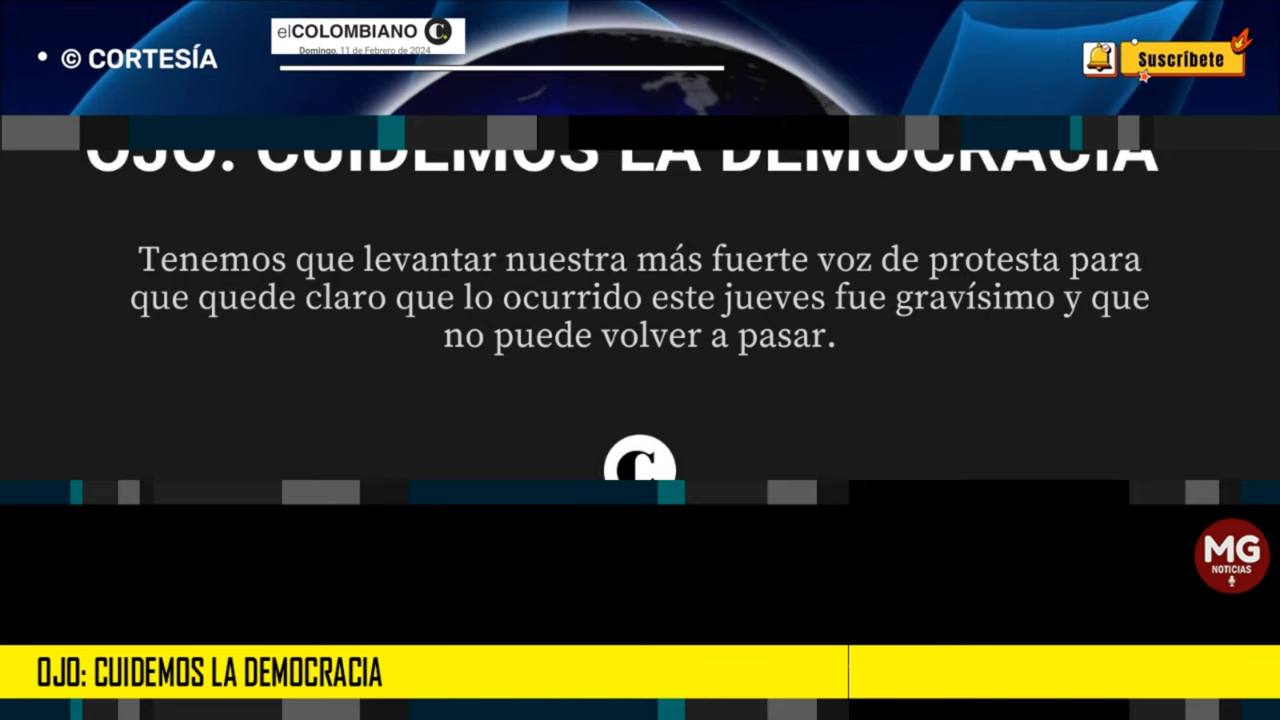 • © CORTESÍA
elCOLOMBIANO C
Domingo, 11 de Febrero de 2024
Suscríbete
OJO: CUIDEMOS LA DEMOCRACIA
Tenemos que levantar nuestra más fuerte voz de protesta para
que quede claro que lo ocurrido este jueves fue gravísimo y que
no puede volver a pasar.
C
MG
NOTICIAS
OJO: CUIDEMOS LA DEMOCRACIA